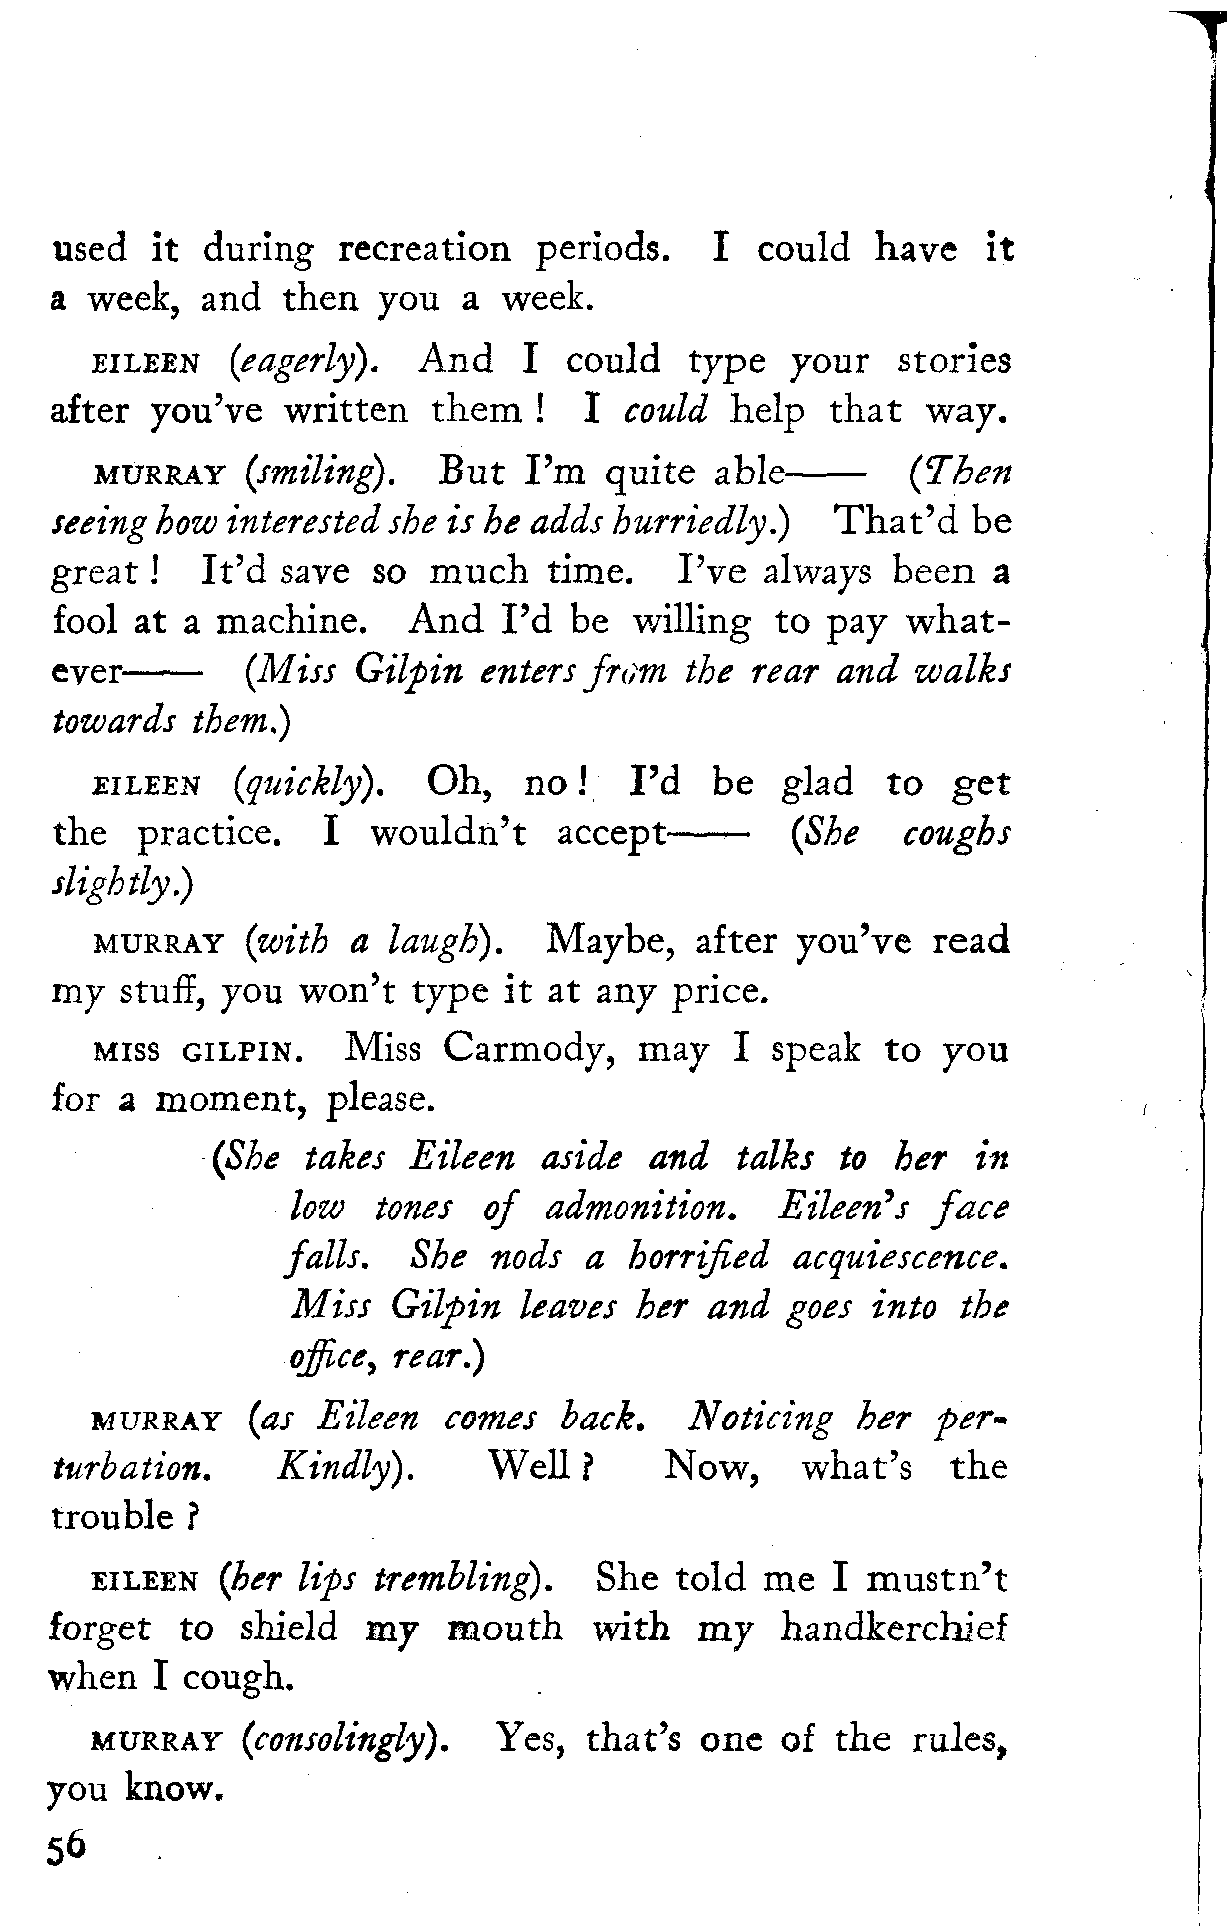 used it during recreation periods. I could have it
a week, and then you a week.
EILEEN (eagerly). And I could type your stories
after you've written them ! I could help that way.
MURRAY (smiling). But I'm quite able—— (Then
seeing how interested she is he adds hurriedly.) That'd be
great ! It'd save so much time. I've always been a
fool at a machine. And I'd be willing to pay what-
ever—— (Miss Gilpin enters from the rear and walks
towards them.)
EILEEN (quickly). Oh, no ! I'd be glad to get
the practice. I wouldn't accept—— (She coughs
slightly.)
MURRAY (with a laugh). Maybe, after you've read
my stuff, you won't type it at any price.
MISS GILPIN. Miss Carmody, may I speak to you
for a moment, please.
(She takes Eileen aside and talks to her in
low tones of admonition. Eileen's face
falls. She nods a horrified acquiescence.
Miss Gilpin leaves her and goes into the
office, rear.)
MURRAY (as Eileen comes back. Noticing her per-
turbation. Kindly). Well ? Now, what's the
trouble ?
EILEEN (her lips trembling). She told me I mustn't
forget to shield my mouth with my handkerchief
when I cough.
MURRAY (consolingly). Yes, that's one of the rules,
you know.
56